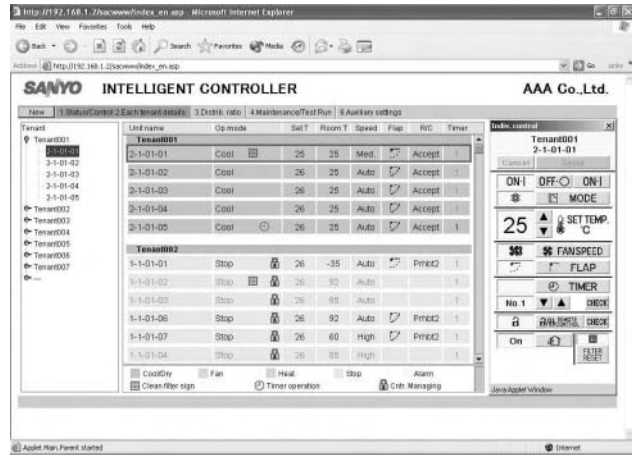 http://192.168.1.2/sacwww/index_en.asp - Microsoft Internet Explorer
File Edit View Favorites Tools Help
Back Search Favorites Media
Address http://192.168.1.2/sacwww/index_en.asp Go Links
SANYO INTELLIGENT CONTROLLER AAA Co.,Ltd.
New 1.Status/Control 2.Each tenant details 3.Distrib. ratio 4.Maintenance/Test Run 6.Auxiliary settings
Tenant
Tenant001
2-1-01-01
2-1-01-02
2-1-01-03
2-1-01-04
2-1-01-05
Tenant002
Tenant003
Tenant004
Tenant005
Tenant006
Tenant007
Unit name Op.mode Set T Room T. Speed Flap R/C Timer
Tenant001
2-1-01-01 Cool 25 25 Med. Accept 1
2-1-01-02 Cool 26 25 Auto Accept 1
2-1-01-03 Cool 26 25 Auto Accept 1
2-1-01-04 Cool 26 25 Auto Accept 1
2-1-01-05 Cool 26 25 Auto Accept 1
Tenant002
1-1-01-01 Stop 26 -35 Auto Prhbt2 1
1-1-01-02 Stop 26 92 Auto 1
1-1-01-03 Stop 26 85 Auto 1
1-1-01-06 Stop 26 92 Auto Prhbt2 1
1-1-01-07 Stop 26 60 High Prhbt2 1
1-1-01-04 Stop 26 85 High 1
Cool/Dry Fan Heat Stop Alarm
Clean filter sign Timer operation Cntr. Managing
Indiv. control
Tenant001
2-1-01-01
Cancel Send
ON-I OFF-O ON-I
MODE
25 SET TEMP. °C
FANSPEED
FLAP
TIMER
No.1 CHECK
CHECK
On FILTER RESET
Java Applet Window
Applet Main.Parent started Internet